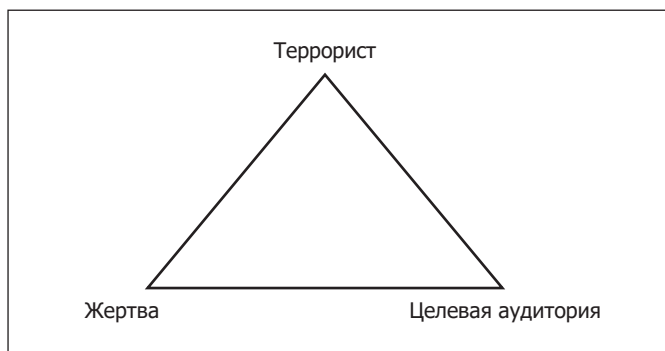 Террорист
Жертва
Целевая аудитория